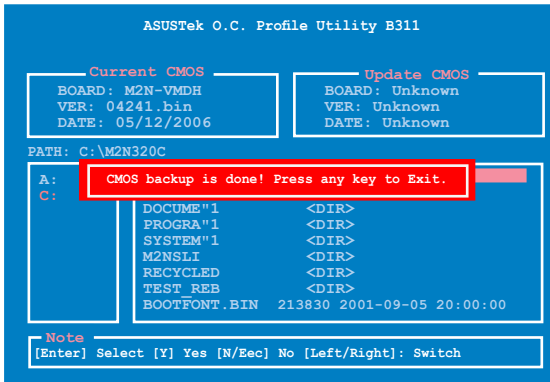 ASUSTek O.C. Profile Utility B311
Current CMOS
BOARD: M2N-VMDH
VER: 04241.bin
DATE: 05/12/2006
Update CMOS
BOARD: Unknown
VER: Unknown
DATE: Unknown
PATH: C:\M2N320C
A:
C:
CMOS backup is done! Press any key to Exit.
DOCUME"1 <DIR>
PROGRA"1 <DIR>
SYSTEM"1 <DIR>
M2NSLI <DIR>
RECYCLED <DIR>
TEST_REB <DIR>
BOOTFONT.BIN 213830 2001-09-05 20:00:00
Note
[Enter] Select [Y] Yes [N/Eec] No [Left/Right]: Switch